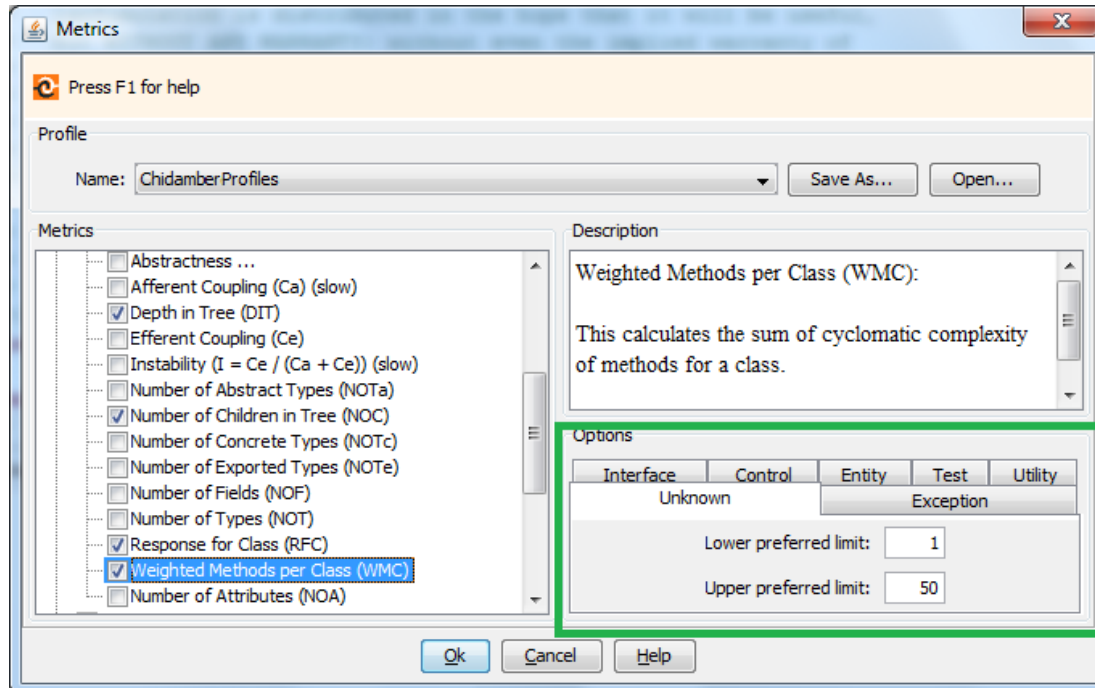 Metrics
Press F1 for help
Profile
Name: ChidamberProfiles Save As... Open...
Metrics
Abstractness ...
Afferent Coupling (Ca) (slow)
Depth in Tree (DIT)
Efferent Coupling (Ce)
Instability (I = Ce / (Ca + Ce)) (slow)
Number of Abstract Types (NOTa)
Number of Children in Tree (NOC)
Number of Concrete Types (NOTc)
Number of Exported Types (NOTe)
Number of Fields (NOF)
Number of Types (NOT)
Response for Class (RFC)
Weighted Methods per Class (WMC)
Number of Attributes (NOA)
Description
Weighted Methods per Class (WMC):
This calculates the sum of cyclomatic complexity
of methods for a class.
Options
Interface Control Entity Test Utility
Unknown Exception
Lower preferred limit: 1
Upper preferred limit: 50
Ok Cancel Help